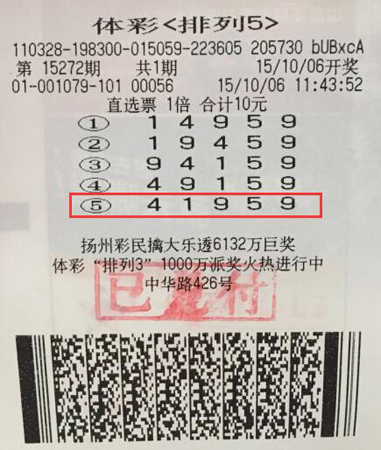 体彩<排列5>
110328-198300-015059-223605 205730 bUBxcA
第 15272期 共1期 15/10/06开奖
01-001079-101 00056 15/10/06 11:43:52
直选票 1倍 合计10元
① 1 4 9 5 9
② 1 9 4 5 9
③ 9 4 1 5 9
④ 4 9 1 5 9
⑤ 4 1 9 5 9
扬州彩民擒大乐透6132万巨奖
体彩“排列3”1000万派奖火热进行中
中华路426号
已兑付